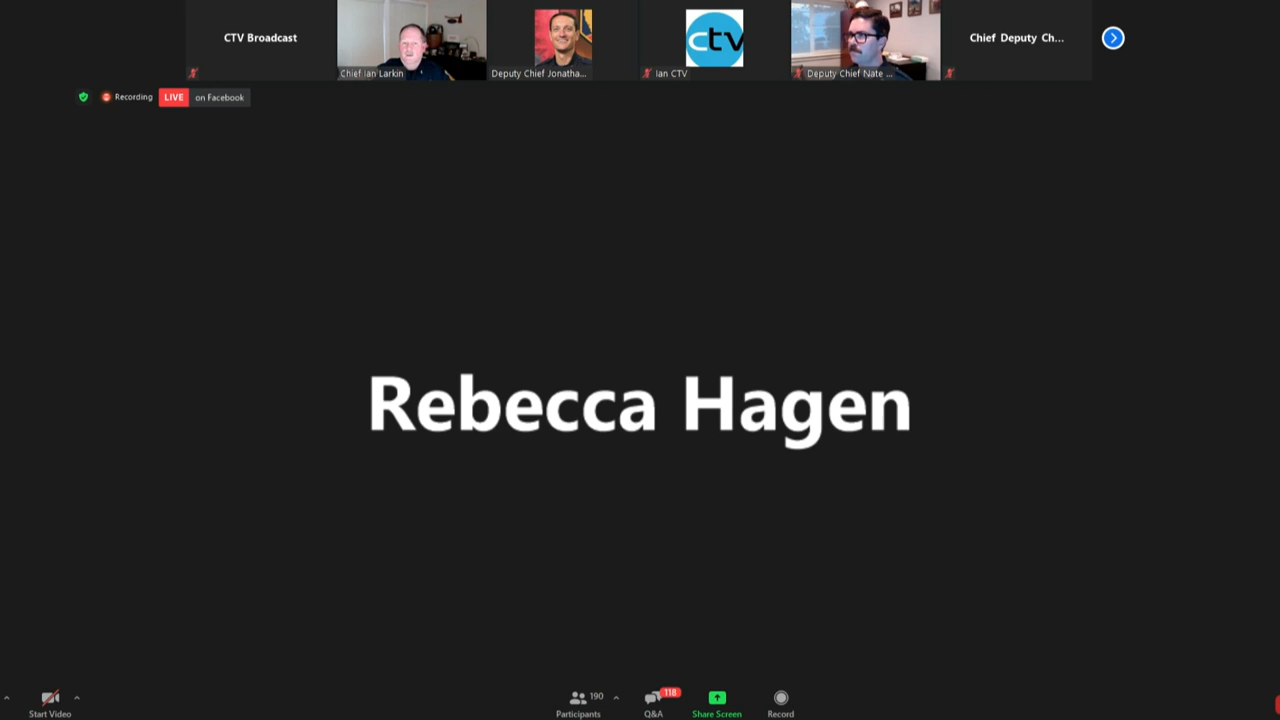 CTV Broadcast
Chief Ian Larkin
Deputy Chief Jonatha...
ctv
Ian CTV
Deputy Chief Nate ...
Chief Deputy Ch...
Recording
LIVE
on Facebook
Rebecca Hagen
Start Video
190
Participants
118
Q&A
Share Screen
Record